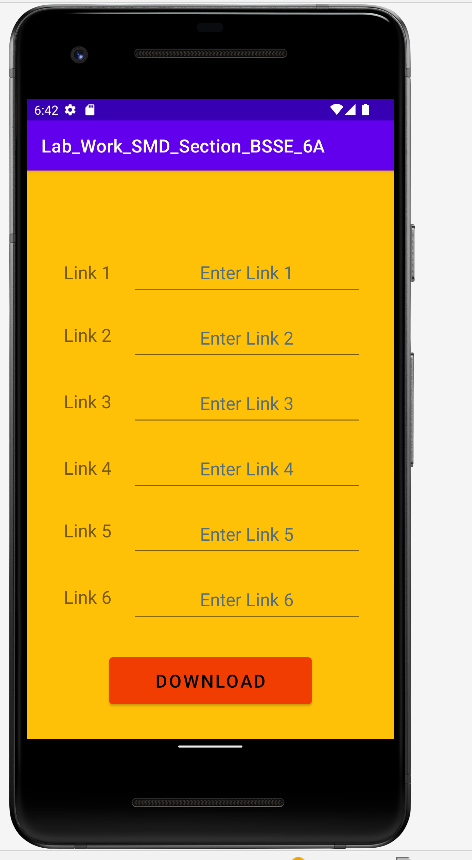 6:42
Lab_Work_SMD_Section_BSSE_6A
Link 1 Enter Link 1
Link 2 Enter Link 2
Link 3 Enter Link 3
Link 4 Enter Link 4
Link 5 Enter Link 5
Link 6 Enter Link 6
DOWNLOAD